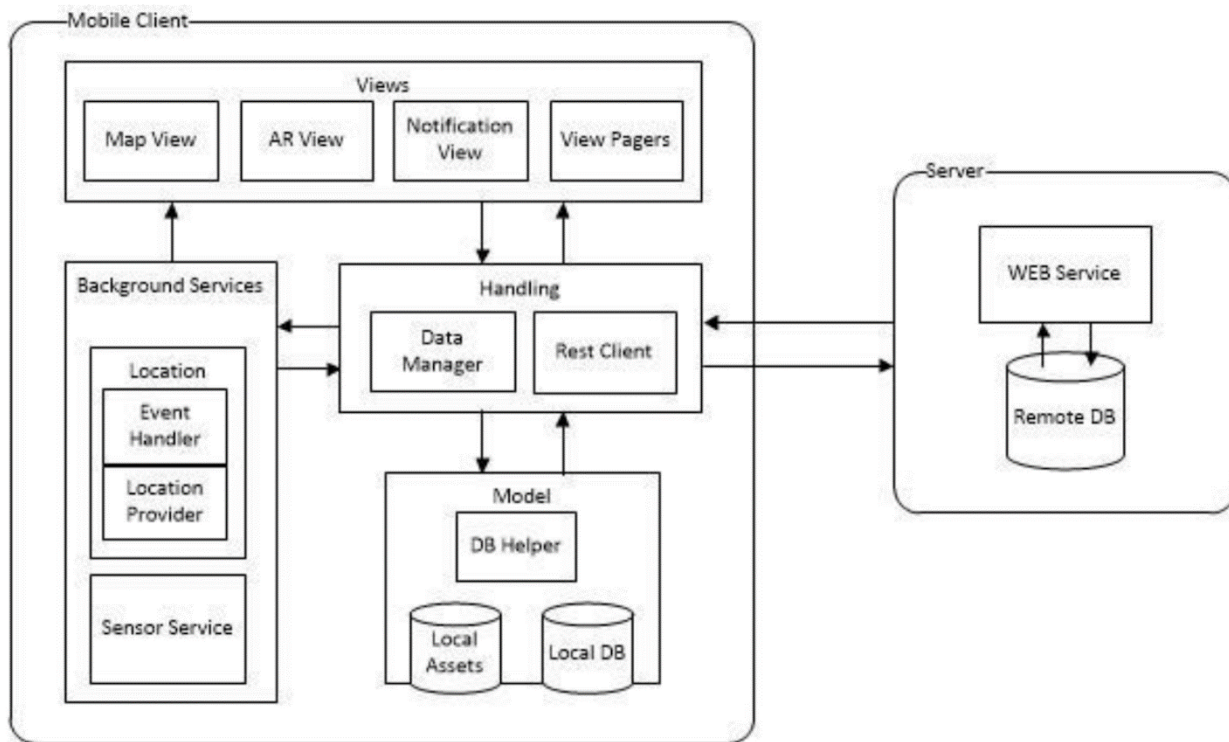 Mobile Client
Views
Map View
AR View
Notification
View
View Pagers
Server
WEB Service
Remote DB
Background Services
Location
Event
Handler
Location
Provider
Sensor Service
Handling
Data
Manager
Rest Client
Model
DB Helper
Local
Assets
Local DB